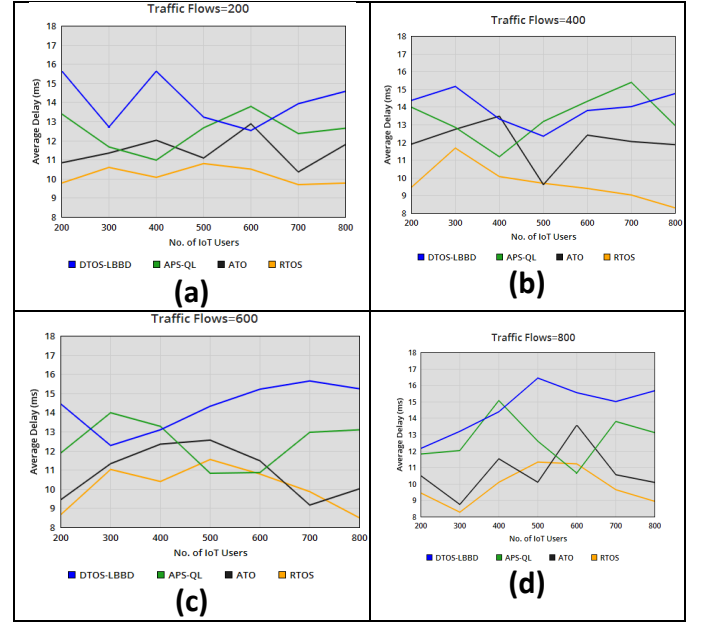 Traffic Flows=200
18
17
16
15
14
13
12
11
10
9
8
Average Delay (ms)
200 300 400 500 600 700 800
No. of IoT Users
DTOS-LBBD APS-QL ATO RTOS
(a)
Traffic Flows=400
18
17
16
15
14
13
12
11
10
9
8
Average Delay (ms)
200 300 400 500 600 700 800
No. of IoT Users
DTOS-LBBD APS-QL ATO RTOS
(b)
Traffic Flows=600
18
17
16
15
14
13
12
11
10
9
8
Average Delay (ms)
200 300 400 500 600 700 800
No. of IoT Users
DTOS-LBBD APS-QL ATO RTOS
(c)
Traffic Flows=800
18
17
16
15
14
13
12
11
10
9
8
Average Delay (ms)
200 300 400 500 600 700 800
No. of IoT Users
DTOS-LBBD APS-QL ATO RTOS
(d)